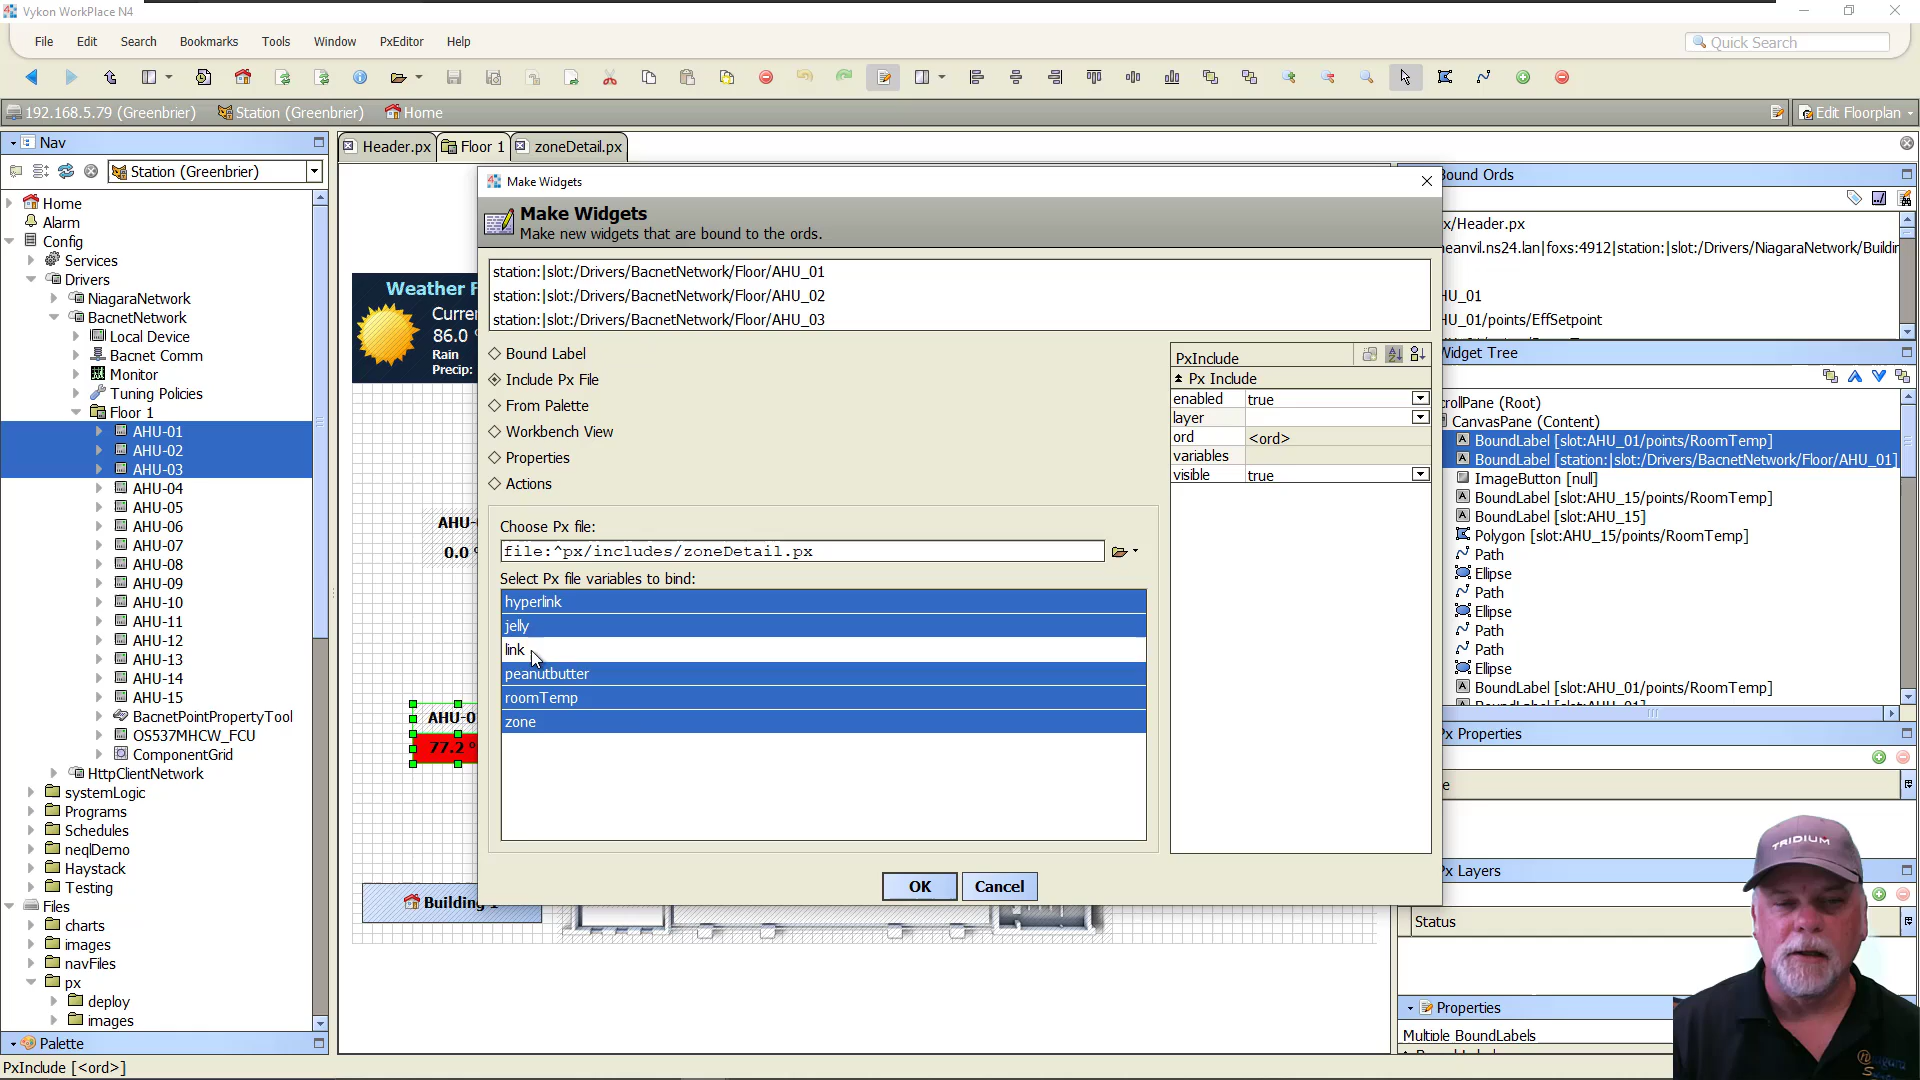 Vykon WorkPlace N4
File Edit Search Bookmarks Tools Window PxEditor Help
Quick Search
192.168.5.79 (Greenbrier) Station (Greenbrier) Home
Edit Floorplan
Nav
Station (Greenbrier)
Home
Alarm
Config
Services
Drivers
NiagaraNetwork
BacnetNetwork
Local Device
Bacnet Comm
Monitor
Tuning Policies
Floor 1
AHU-01
AHU-02
AHU-03
AHU-04
AHU-05
AHU-06
AHU-07
AHU-08
AHU-09
AHU-10
AHU-11
AHU-12
AHU-13
AHU-14
AHU-15
BacnetPointPropertyTool
OS537MHCW_FCU
ComponentGrid
HttpClientNetwork
systemLogic
Programs
Schedules
neqlDemo
Haystack
Testing
Files
charts
images
navFiles
px
deploy
images
Palette
PxInclude [<ord>]
Header.px Floor 1 zoneDetail.px
Weather F
Curre
86.0 °
Rain
Precip:
AHU-
0.0 °
AHU-0
77.2 °
Building 1
Make Widgets
Make Widgets
Make new widgets that are bound to the ords.
station:|slot:/Drivers/BacnetNetwork/Floor/AHU_01
station:|slot:/Drivers/BacnetNetwork/Floor/AHU_02
station:|slot:/Drivers/BacnetNetwork/Floor/AHU_03
Bound Label
Include Px File
From Palette
Workbench View
Properties
Actions
Choose Px file:
file:^px/includes/zoneDetail.px
Select Px file variables to bind:
hyperlink
jelly
link
peanutbutter
roomTemp
zone
PxInclude
Px Include
enabled true
layer
ord <ord>
variables
visible true
OK Cancel
Bound Ords
x/Header.px
eanvil.ns24.lan|foxs:4912|station:|slot:/Drivers/NiagaraNetwork/Buildin
HU_01
HU_01/points/EffSetpoint
Widget Tree
crollPane (Root)
CanvasPane (Content)
BoundLabel [slot:AHU_01/points/RoomTemp]
BoundLabel [station:|slot:/Drivers/BacnetNetwork/Floor/AHU_01]
ImageButton [null]
BoundLabel [slot:AHU_15/points/RoomTemp]
BoundLabel [slot:AHU_15]
Polygon [slot:AHU_15/points/RoomTemp]
Path
Ellipse
Path
Ellipse
Path
Path
Ellipse
BoundLabel [slot:AHU_01/points/RoomTemp]
Px Properties
e
Px Layers
Status
Properties
Multiple BoundLabels
TRIDIUM